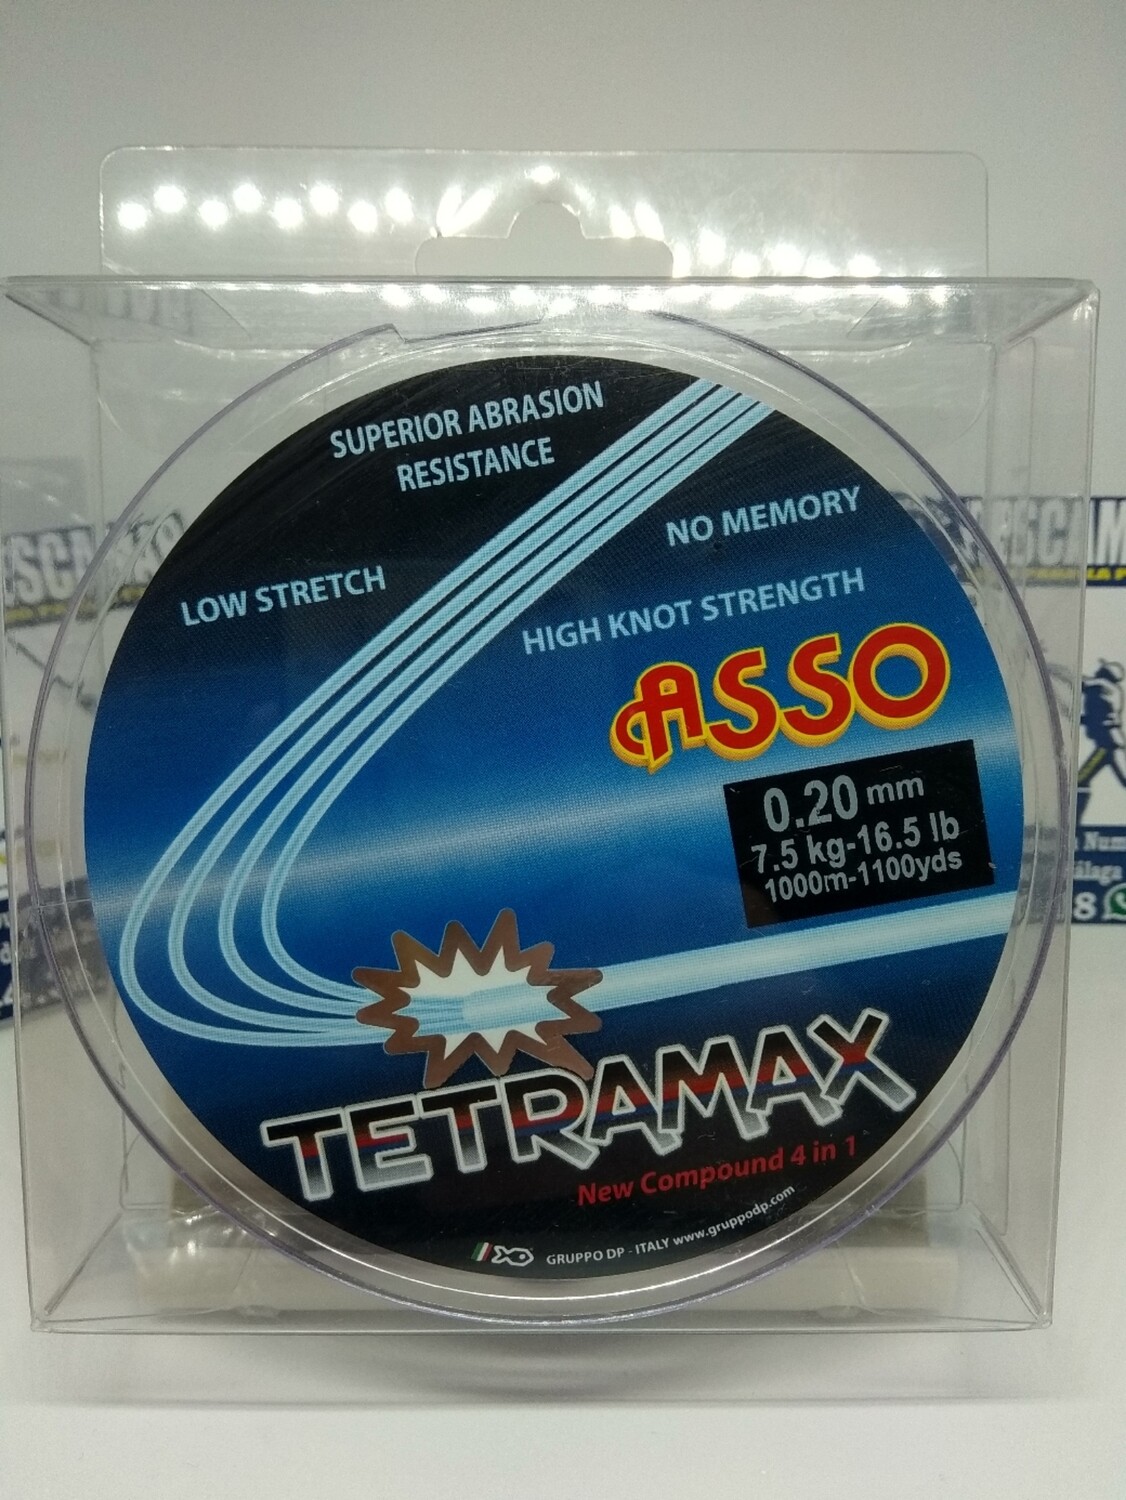 SUPERIOR ABRASION
RESISTANCE
NO MEMORY
LOW STRETCH
HIGH KNOT STRENGTH
ASSO
0.20 mm
7.5 kg-16.5 lb
1000m-1100yds
TETRAMAX
New Compound 4 in 1
GRUPPO DP - ITALY www.gruppodp.com